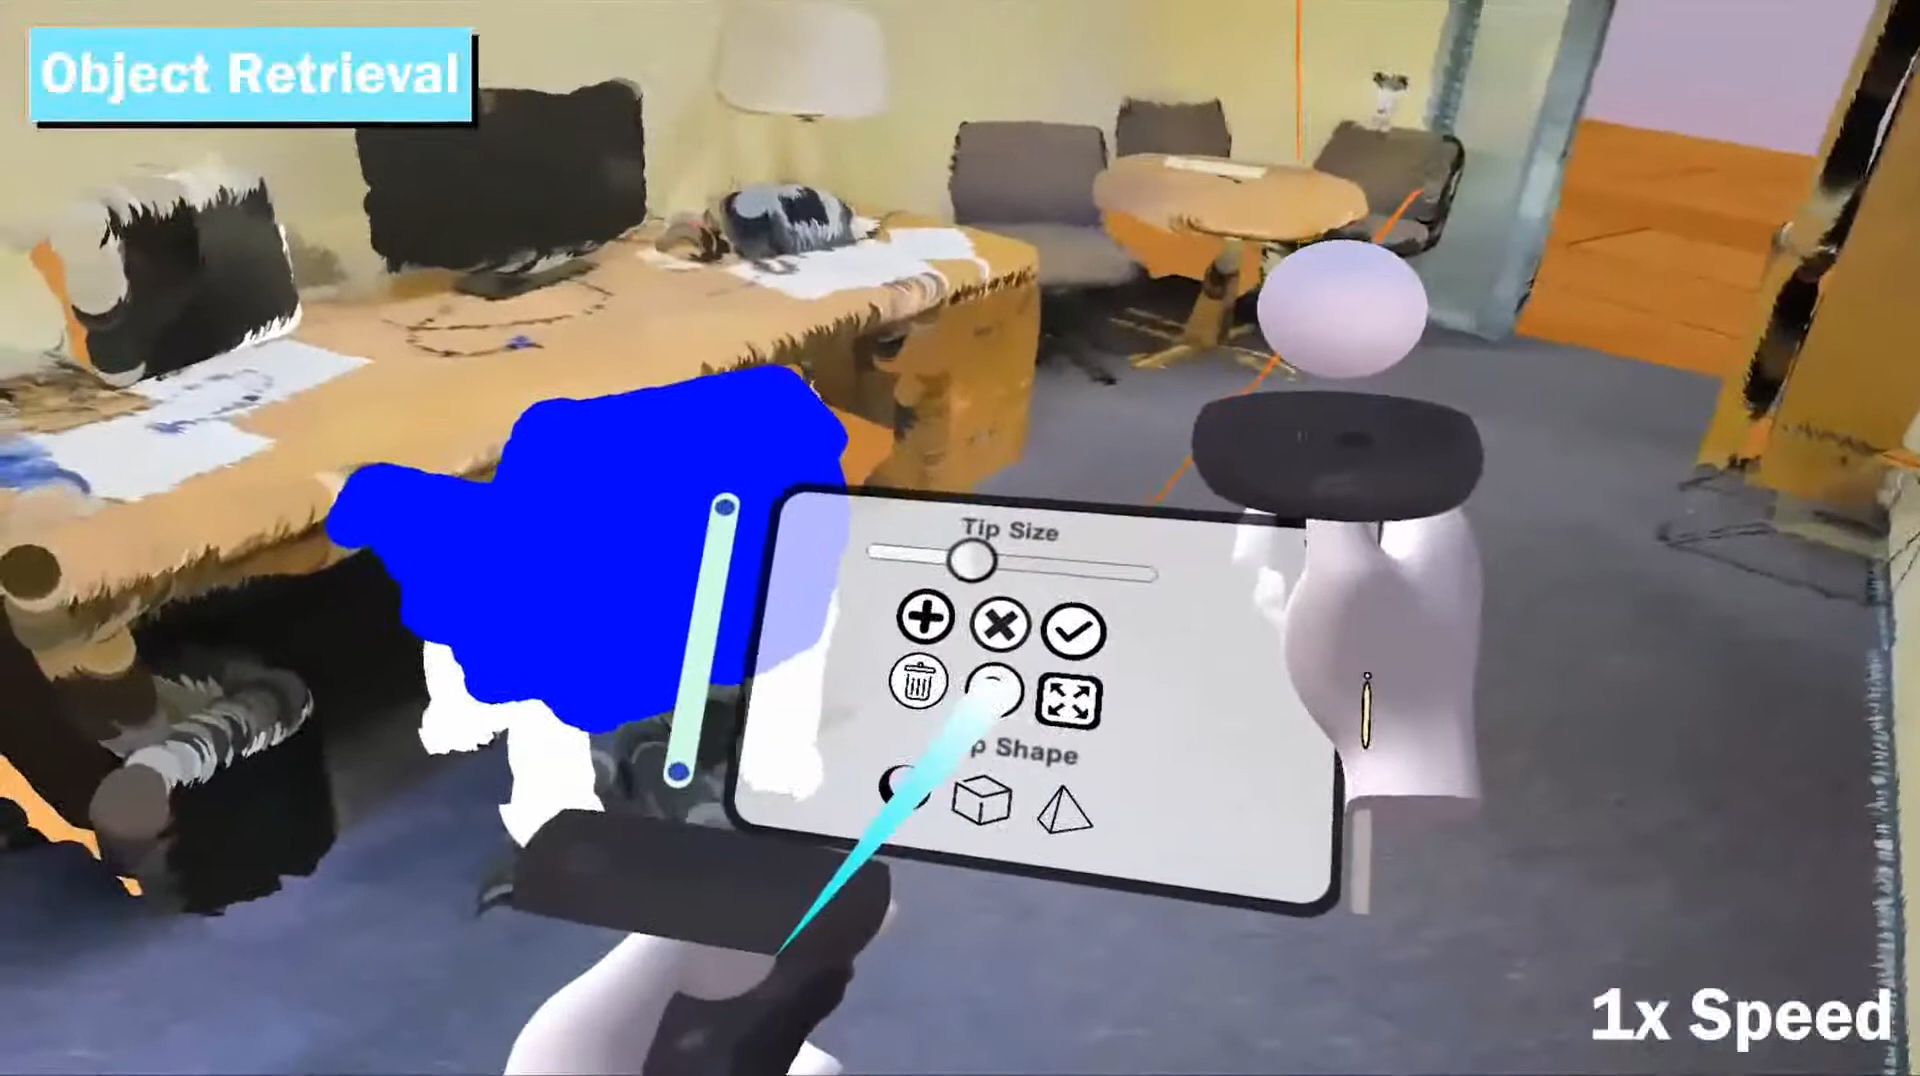 Object Retrieval
Tip Size
p Shape
1x Speed